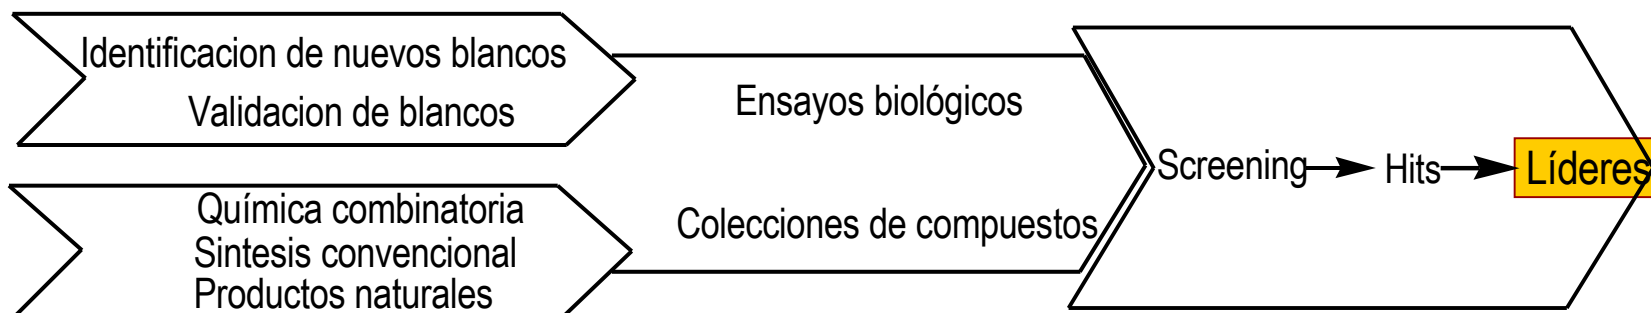 Identificacion de nuevos blancos
Validacion de blancos
Química combinatoria
Sintesis convencional
Productos naturales
Ensayos biológicos
Colecciones de compuestos
Screening
Hits
Líderes